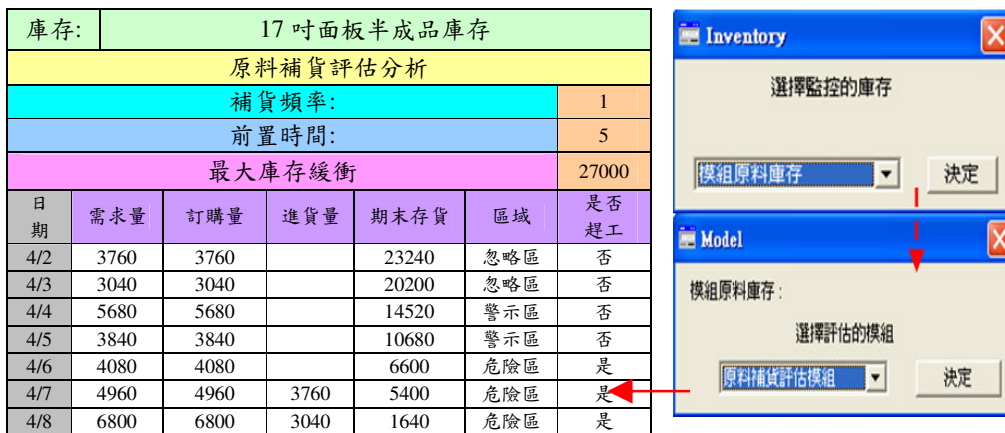 庫存: 17 吋面板半成品庫存
原料補貨評估分析
補貨頻率: 1
前置時間: 5
最大庫存緩衝 27000
日期 需求量 訂購量 進貨量 期末存貨 區域 是否趕工
4/2 3760 3760 23240 忽略區 否
4/3 3040 3040 20200 忽略區 否
4/4 5680 5680 14520 警示區 否
4/5 3840 3840 10680 警示區 否
4/6 4080 4080 6600 危險區 是
4/7 4960 4960 3760 5400 危險區 是
4/8 6800 6800 3040 1640 危險區 是
Inventory
選擇監控的庫存
模組原料庫存 決定
Model
模組原料庫存 :
選擇評估的模組
原料補貨評估模組 決定